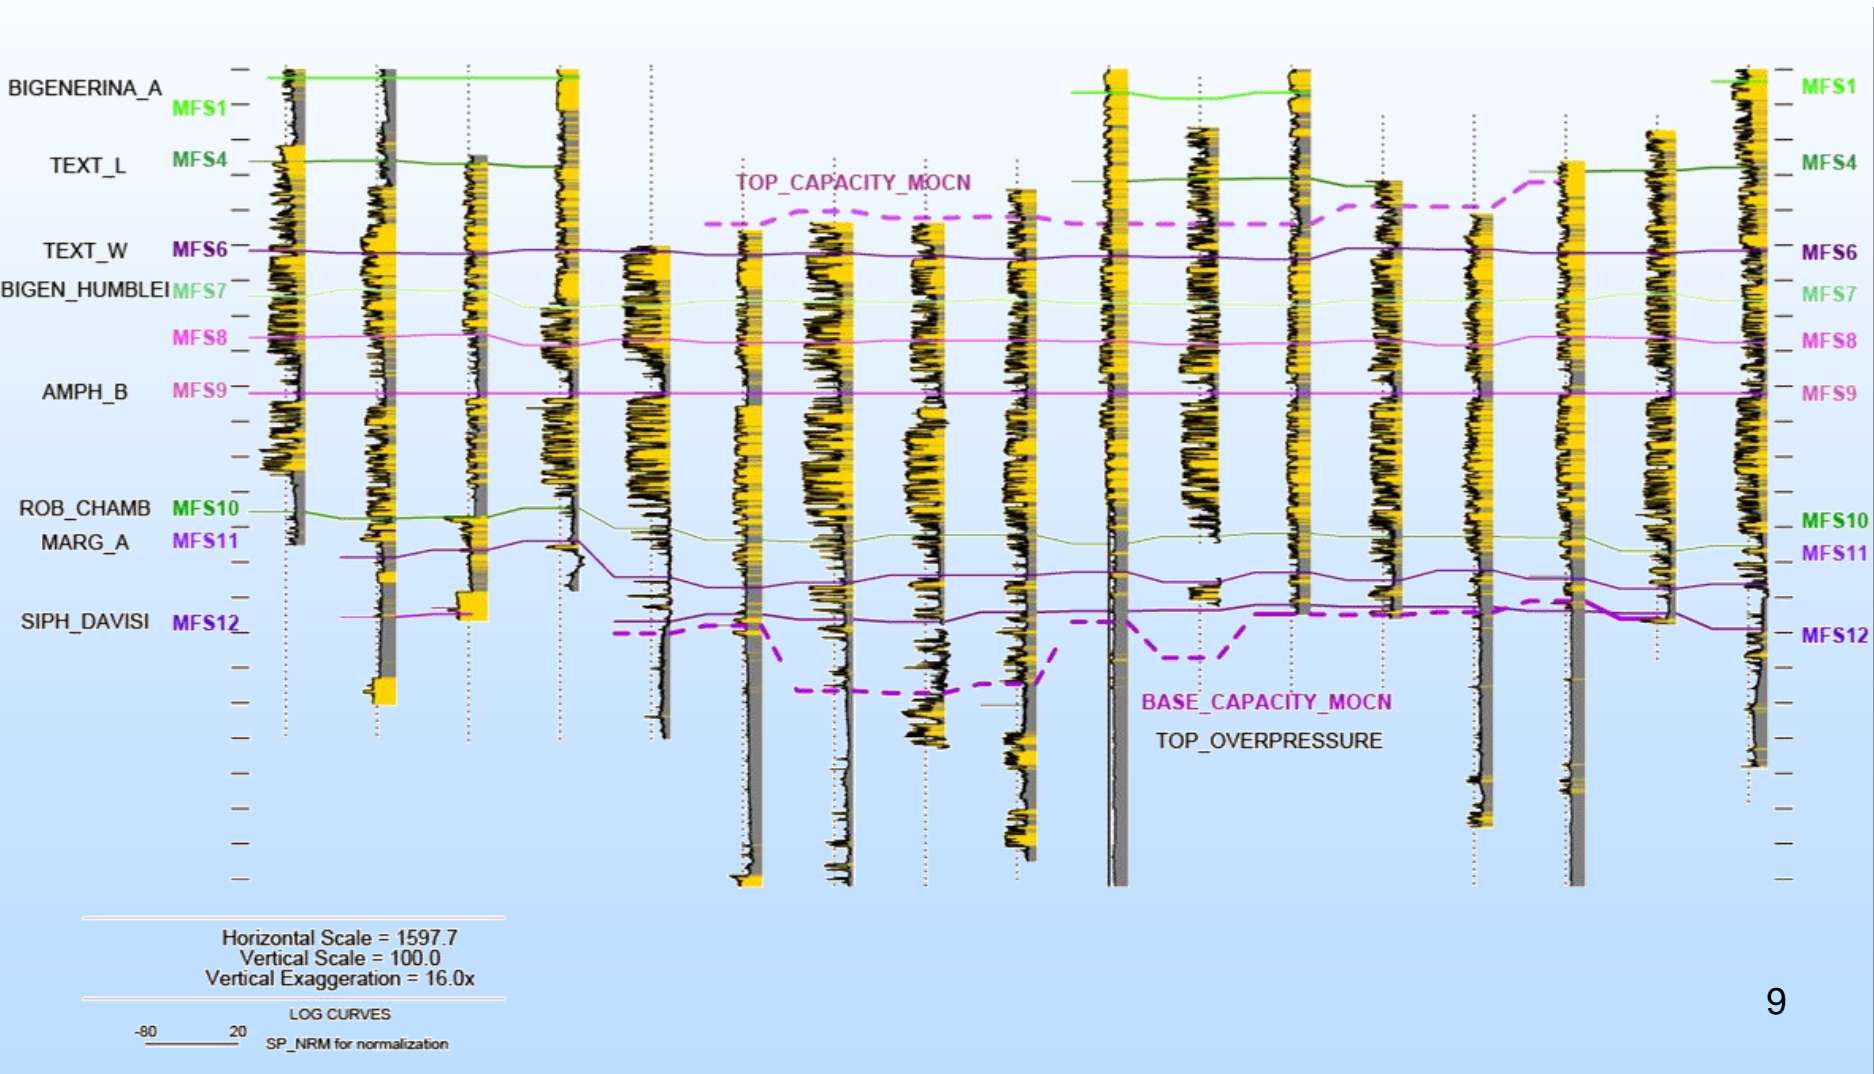 BIGENERINA_A
MFS1
MFS1
TEXT_L
MFS4
MFS4
TOP_CAPACITY_MOCN
TEXT_W
MFS6
MFS6
BIGEN_HUMBLEI
MFS7
MFS7
MFS8
MFS8
AMPH_B
MFS9
MFS9
ROB_CHAMB
MFS10
MFS10
MARG_A
MFS11
MFS11
SIPH_DAVISI
MFS12
MFS12
BASE_CAPACITY_MOCN
TOP_OVERPRESSURE
Horizontal Scale = 1597.7
Vertical Scale = 100.0
Vertical Exaggeration = 16.0x
LOG CURVES
-80 20
SP_NRM for normalization
9